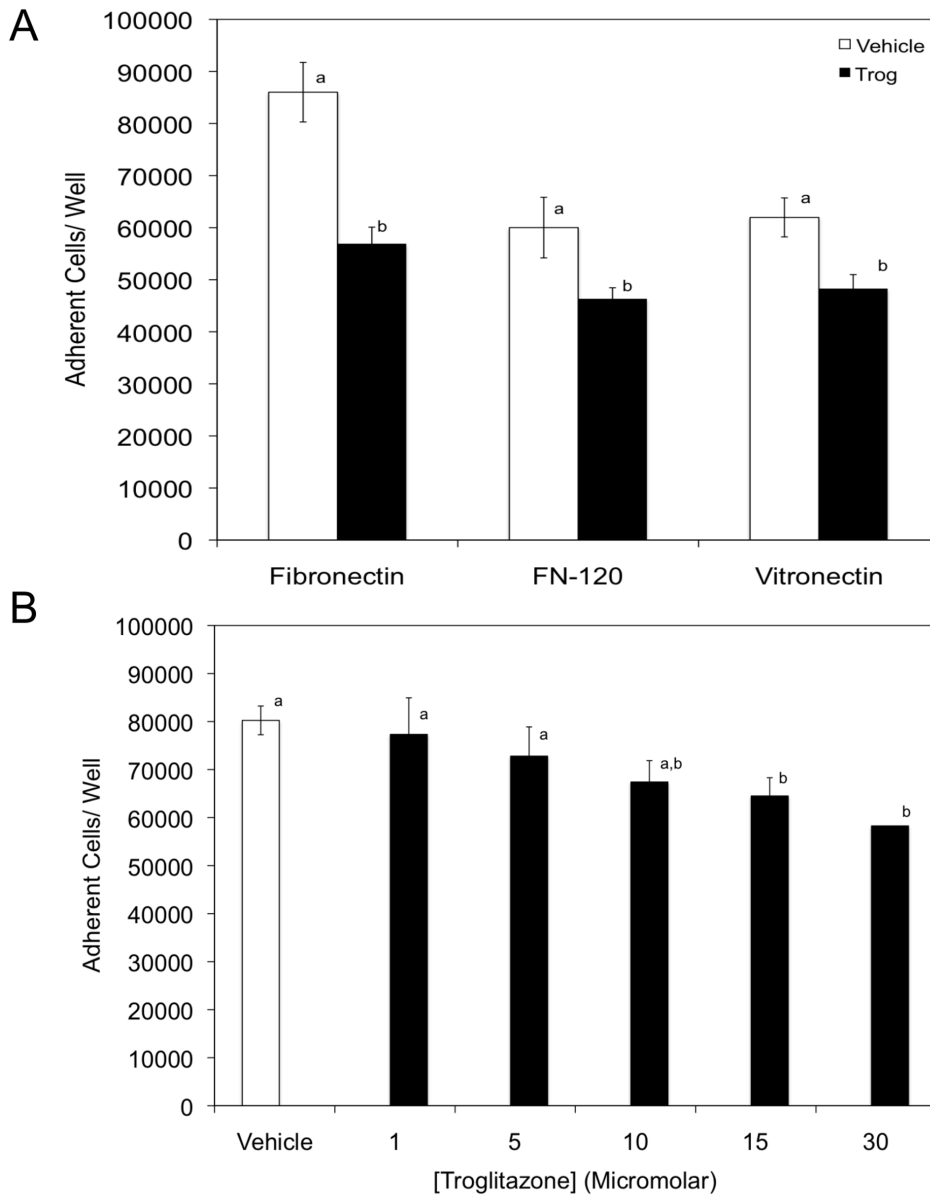 A
100000
90000
80000
70000
60000
50000
40000
30000
20000
10000
0
Adherent Cells/ Well
Vehicle
Trog
a
b
a
b
a
b
Fibronectin FN-120 Vitronectin
B
100000
90000
80000
70000
60000
50000
40000
30000
20000
10000
0
Adherent Cells/ Well
a
a
a
a,b
b
b
Vehicle 1 5 10 15 30
[Troglitazone] (Micromolar)